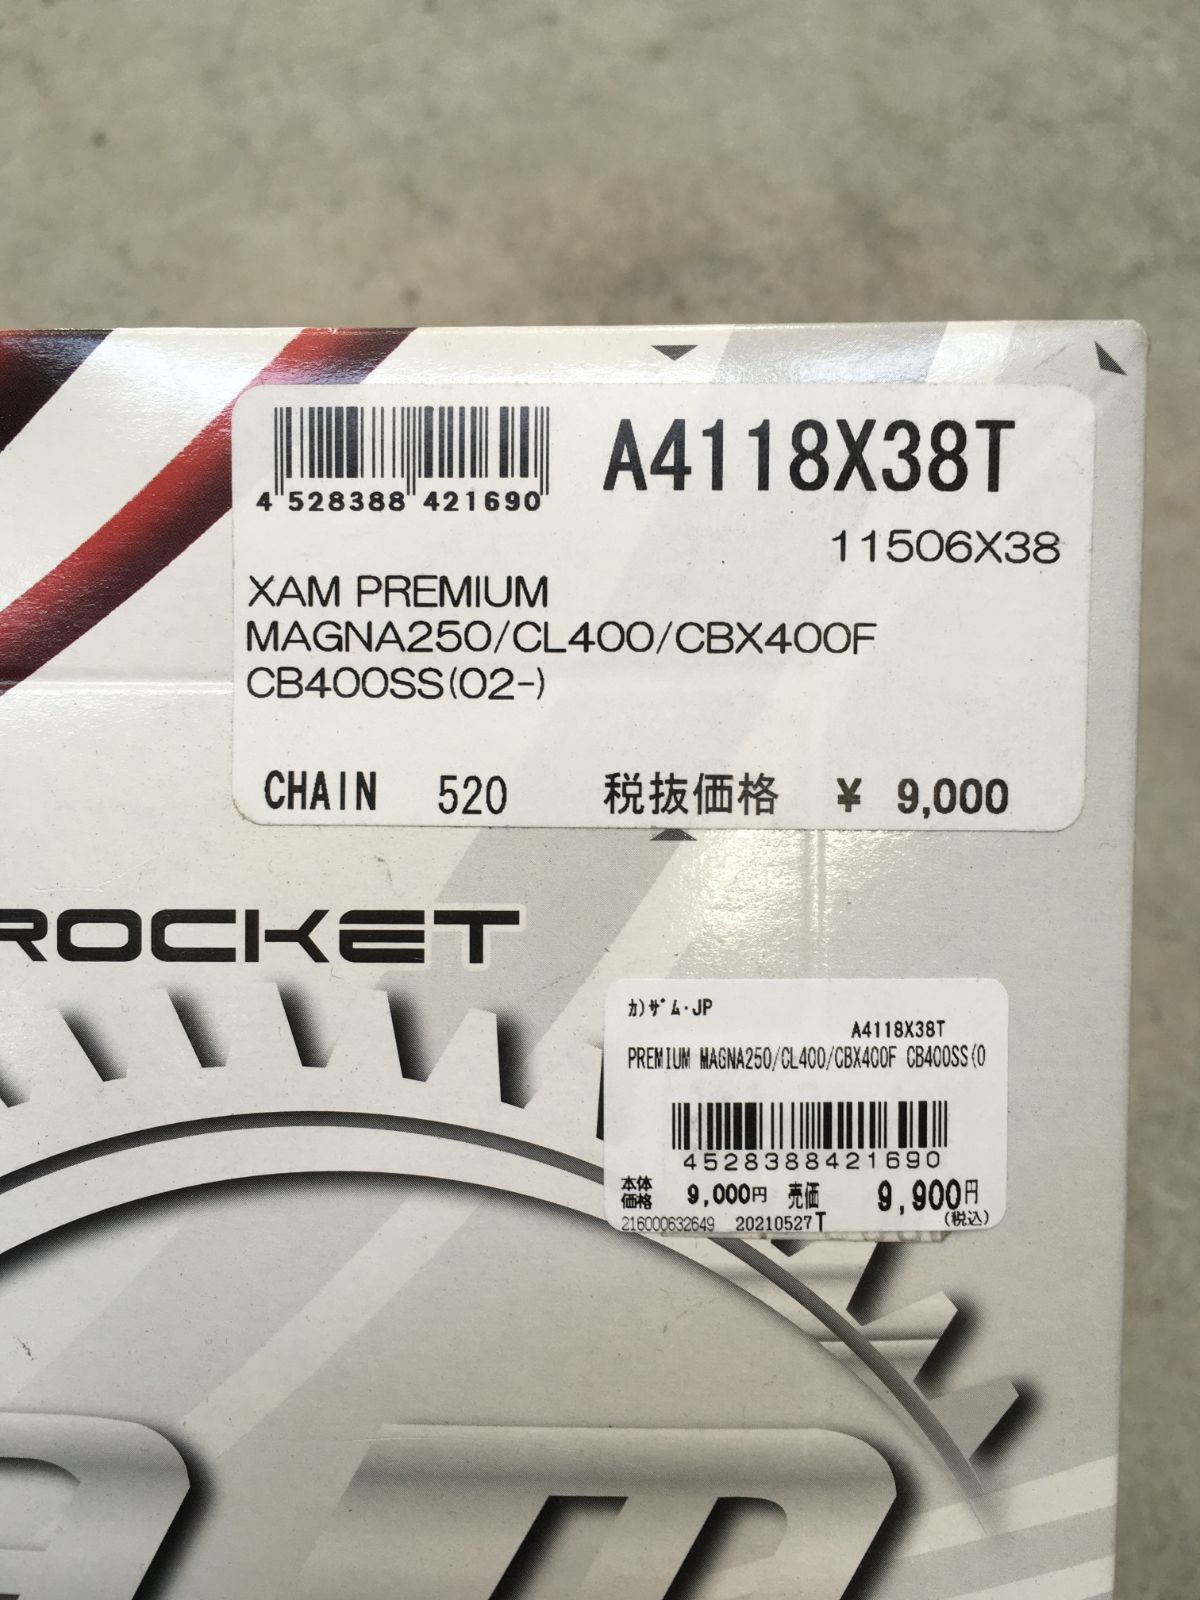 A4118X38T
4 528388 421690
11506X38
XAM PREMIUM
MAGNA250/CL400/CBX400F
CB400SS(02-)
CHAIN 520 税抜価格 ¥ 9,000
ROCKET
カ)ザム・JP
A4118X38T
PREMIUM MAGNA250/CL400/CBX400F CB400SS(0
4528388421690
本体価格 9,000円 売価 9,900円
216000632649 20210527T (税込)